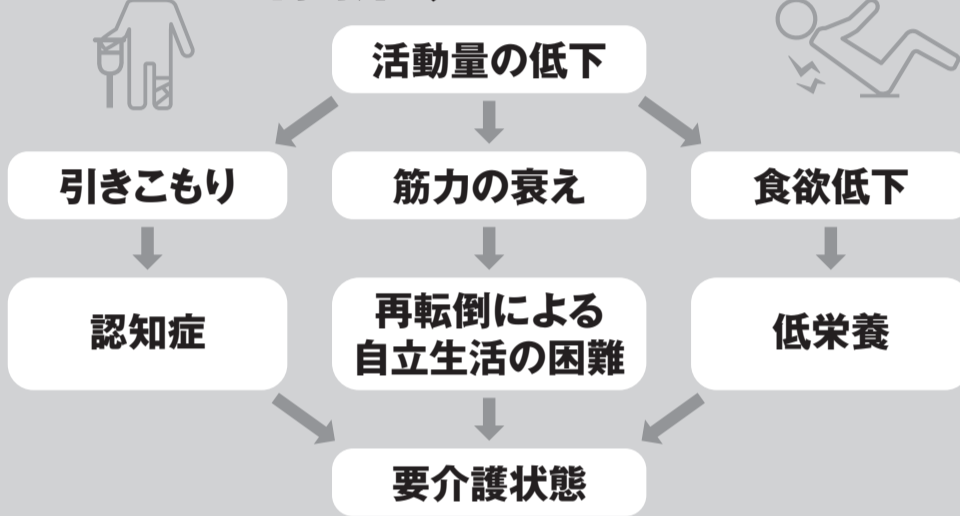 活動量の低下
引きこもり
筋力の衰え
食欲低下
認知症
再転倒による
自立生活の困難
低栄養
要介護状態